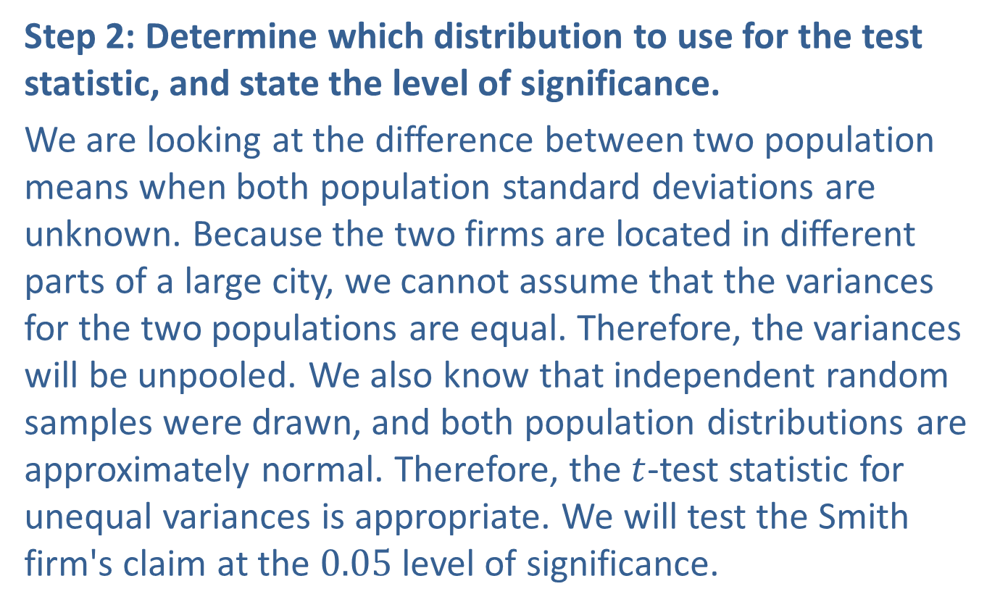 Step 2: Determine which distribution to use for the test
statistic, and state the level of significance.
We are looking at the difference between two population
means when both population standard deviations are
unknown. Because the two firms are located in different
parts of a large city, we cannot assume that the variances
for the two populations are equal. Therefore, the variances
will be unpooled. We also know that independent random
samples were drawn, and both population distributions are
approximately normal. Therefore, the t-test statistic for
unequal variances is appropriate. We will test the Smith
firm's claim at the 0.05 level of significance.